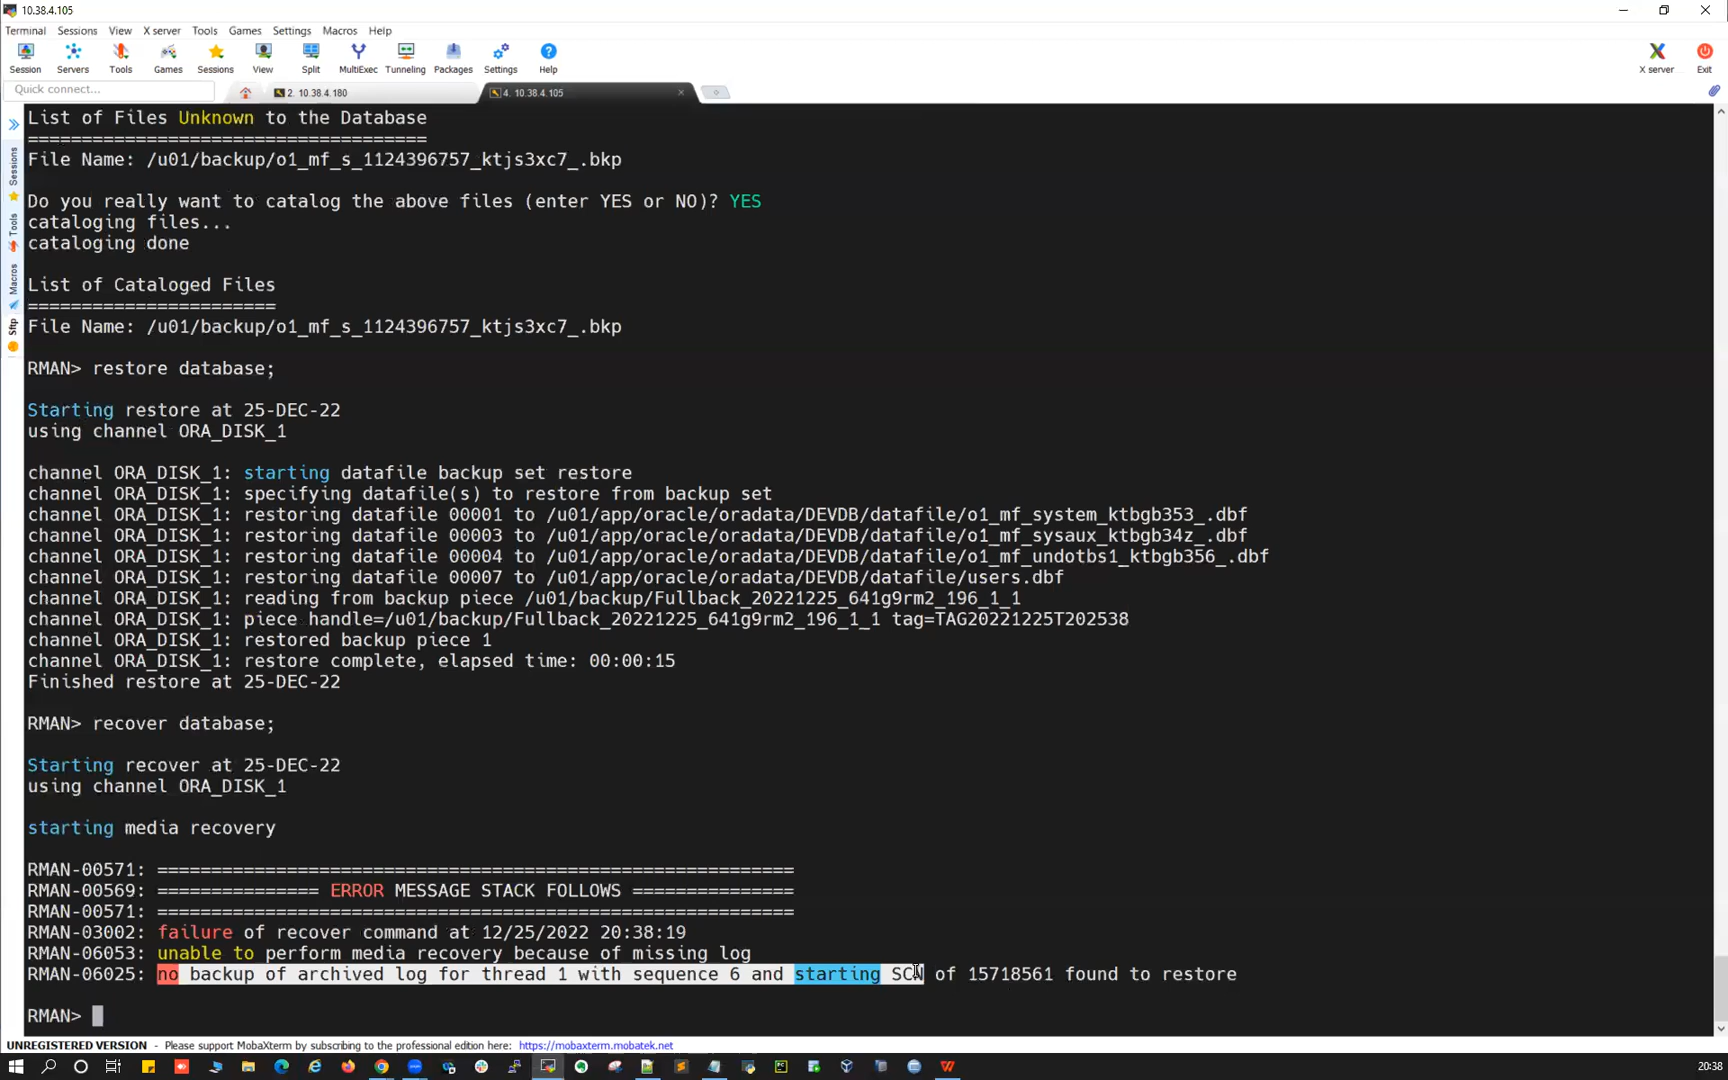 10.38.4.105
Terminal Sessions View X server Tools Games Settings Macros Help
Session Servers Tools Games Sessions View Split MultiExec Tunneling Packages Settings Help X server Exit
Quick connect...
2. 10.38.4.180
4. 10.38.4.105
Sessions
Tools
Macros
Sftp
List of Files Unknown to the Database
=====================================
File Name: /u01/backup/o1_mf_s_1124396757_ktjs3xc7_.bkp
Do you really want to catalog the above files (enter YES or NO)? YES
cataloging files...
cataloging done
List of Cataloged Files
=======================
File Name: /u01/backup/o1_mf_s_1124396757_ktjs3xc7_.bkp
RMAN> restore database;
Starting restore at 25-DEC-22
using channel ORA_DISK_1
channel ORA_DISK_1: starting datafile backup set restore
channel ORA_DISK_1: specifying datafile(s) to restore from backup set
channel ORA_DISK_1: restoring datafile 00001 to /u01/app/oracle/oradata/DEVDB/datafile/o1_mf_system_ktbgb353_.dbf
channel ORA_DISK_1: restoring datafile 00003 to /u01/app/oracle/oradata/DEVDB/datafile/o1_mf_sysaux_ktbgb34z_.dbf
channel ORA_DISK_1: restoring datafile 00004 to /u01/app/oracle/oradata/DEVDB/datafile/o1_mf_undotbs1_ktbgb356_.dbf
channel ORA_DISK_1: restoring datafile 00007 to /u01/app/oracle/oradata/DEVDB/datafile/users.dbf
channel ORA_DISK_1: reading from backup piece /u01/backup/Fullback_20221225_641g9rm2_196_1_1
channel ORA_DISK_1: piece handle=/u01/backup/Fullback_20221225_641g9rm2_196_1_1 tag=TAG20221225T202538
channel ORA_DISK_1: restored backup piece 1
channel ORA_DISK_1: restore complete, elapsed time: 00:00:15
Finished restore at 25-DEC-22
RMAN> recover database;
Starting recover at 25-DEC-22
using channel ORA_DISK_1
starting media recovery
RMAN-00571: ===========================================================
RMAN-00569: =============== ERROR MESSAGE STACK FOLLOWS ===============
RMAN-00571: ===========================================================
RMAN-03002: failure of recover command at 12/25/2022 20:38:19
RMAN-06053: unable to perform media recovery because of missing log
RMAN-06025: no backup of archived log for thread 1 with sequence 6 and starting SCN of 15718561 found to restore
RMAN>
UNREGISTERED VERSION - Please support MobaXterm by subscribing to the professional edition here: https://mobaxterm.mobatek.net
20:38